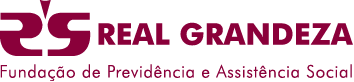 REAL GRANDEZA
Fundação de Previdência e Assistência Social